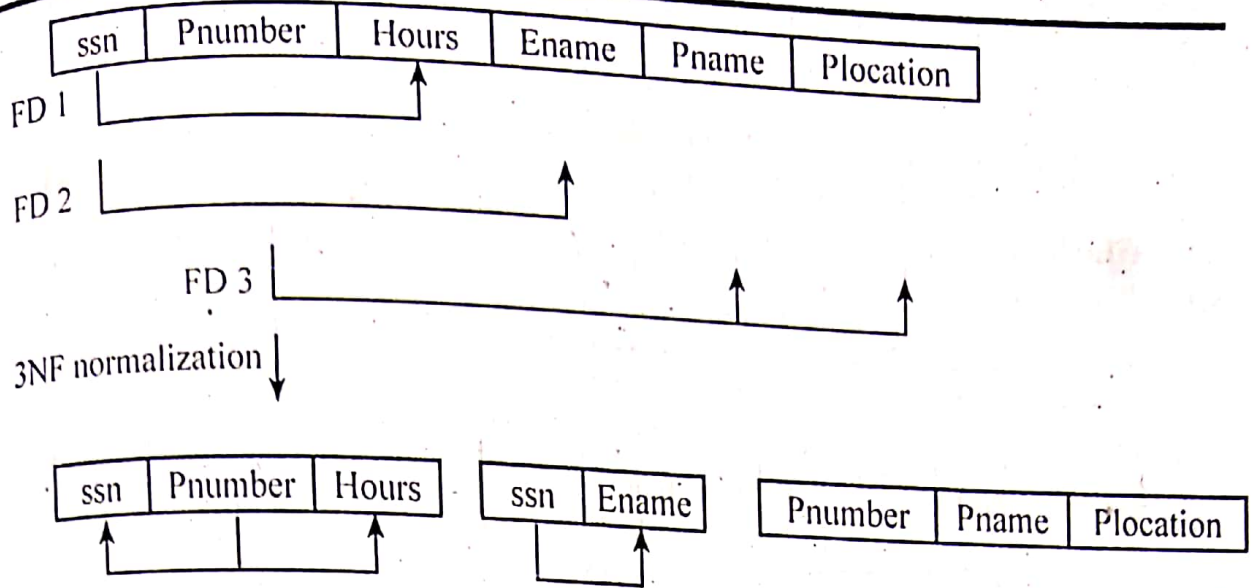 ssn Pnumber Hours Ename Pname Plocation
FD 1
FD 2
FD 3
3NF normalization
ssn Pnumber Hours ssn Ename Pnumber Pname Plocation